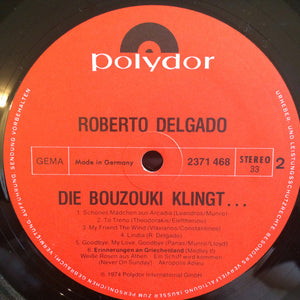 polydor
ROBERTO DELGADO
GEMA
Made in Germany
2371 468
STEREO
33
2
DIE BOUZOUKI KLINGT...
1. Schönes Mädchen aus Arcadia (Leandros/Munro)
2. To Treno (Theodorakis/Eleftheriou)
3. My Friend The Wind (Vlavianos/Constantinos)
4. Lindia (R. Delgado)
5. Goodbye, My Love, Goodbye (Panas/Munro/Lloyd)
6. Erinnerungen an Griechenland (Medley II)
Weiße Rosen aus Athen · Ein Schiff wird kommen
(Never On Sunday) · Akropolis Adieu
℗ 1974 Polydor International GmbH